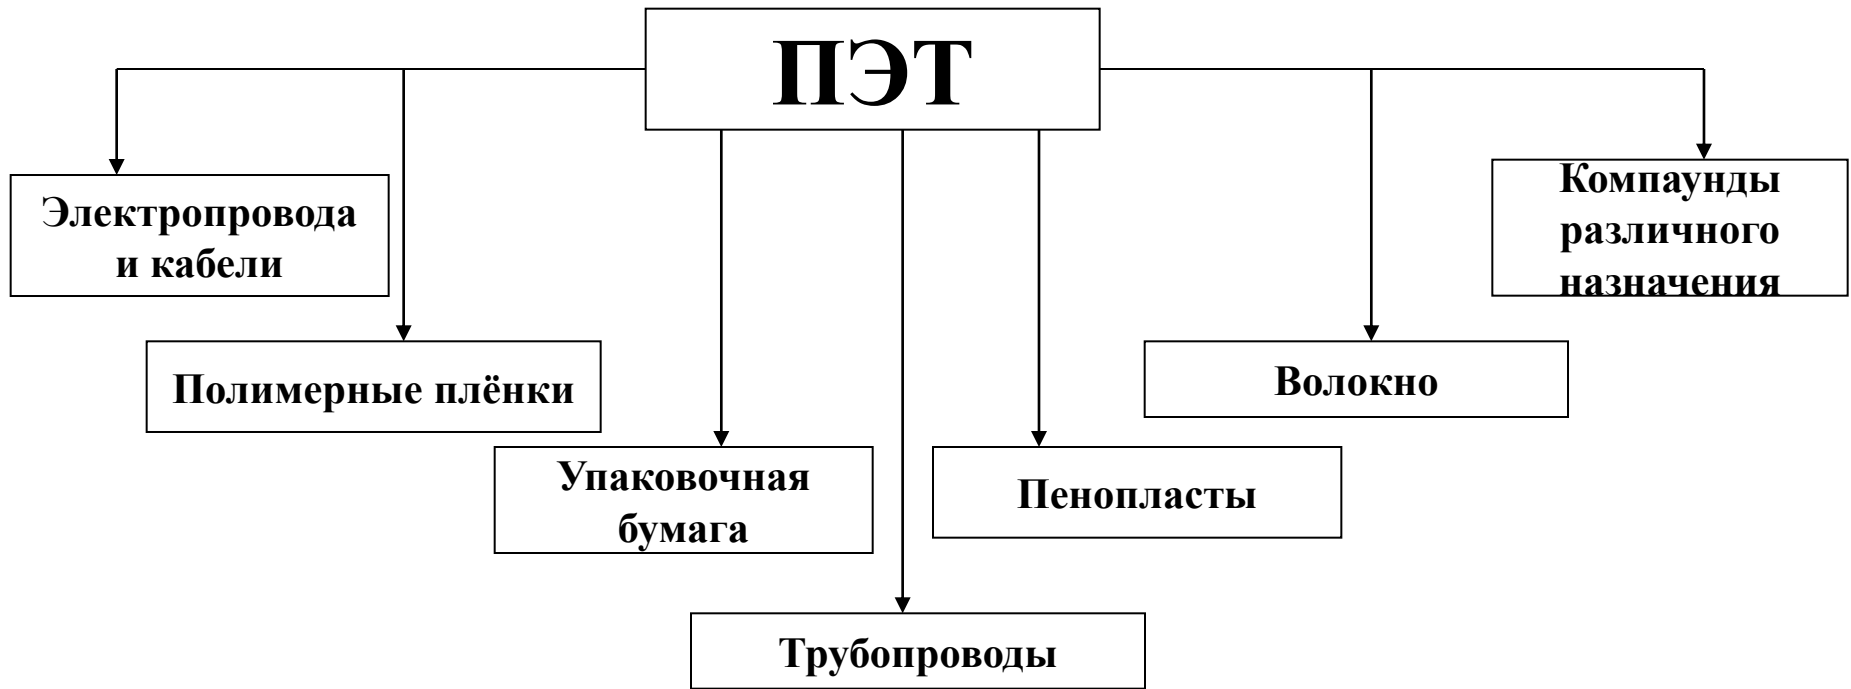 ПЭТ
Электропровода
и кабели
Компаунды
различного
назначения
Полимерные плёнки
Волокно
Упаковочная
бумага
Пенопласты
Трубопроводы